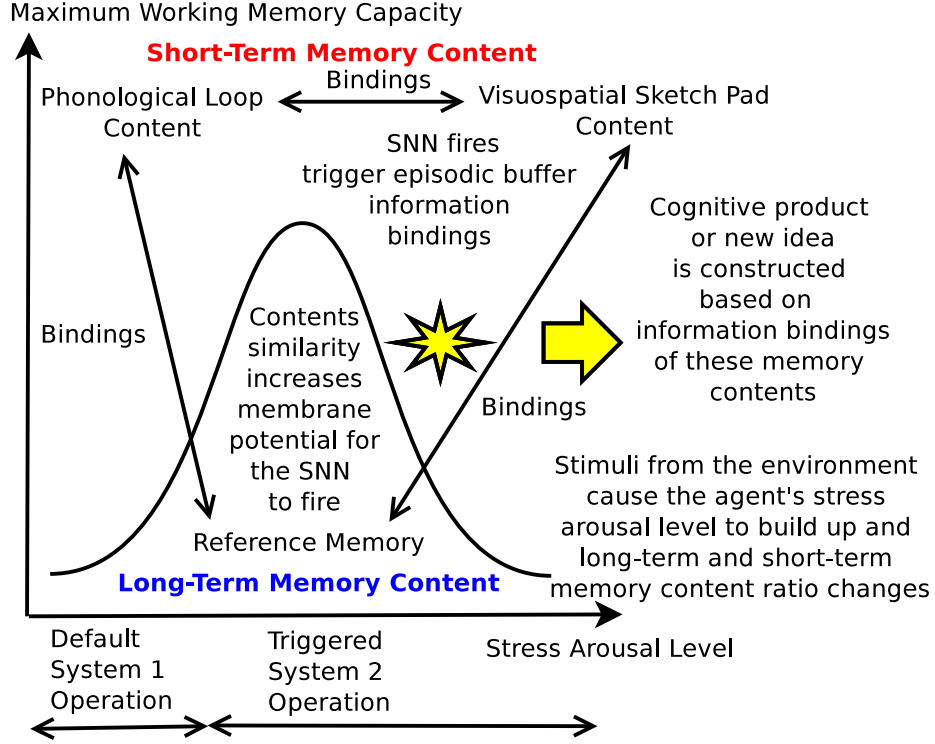 Maximum Working Memory Capacity
Short-Term Memory Content
Bindings
Phonological Loop
Content
Visuospatial Sketch Pad
Content
SNN fires
trigger episodic buffer
information
bindings
Cognitive product
or new idea
is constructed
based on
information bindings
of these memory
contents
Bindings
Contents
similarity
increases
membrane
potential for
the SNN
to fire
Bindings
Reference Memory
Long-Term Memory Content
Stimuli from the environment
cause the agent's stress
arousal level to build up and
long-term and short-term
memory content ratio changes
Stress Arousal Level
Default
System 1
Operation
Triggered
System 2
Operation